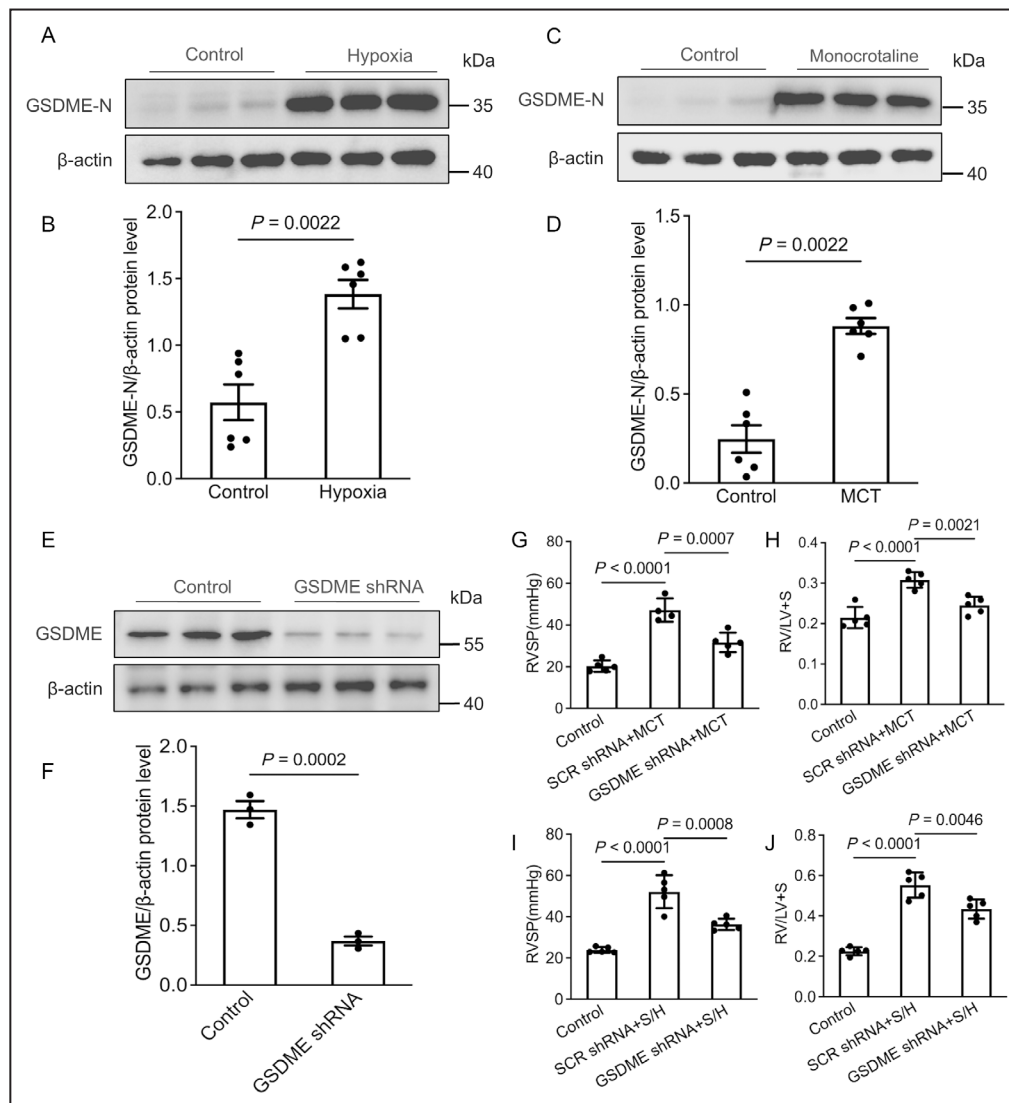 A
Control
Hypoxia
kDa
GSDME-N
35
β-actin
40
C
Control
Monocrotaline
kDa
GSDME-N
35
β-actin
40
B
GSDME-N/β-actin protein level
2.0
1.5
1.0
0.5
0.0
P = 0.0022
Control
Hypoxia
D
GSDME-N/β-actin protein level
1.5
1.0
0.5
0.0
P = 0.0022
Control
MCT
E
Control
GSDME shRNA
kDa
GSDME
55
β-actin
40
F
GSDME/β-actin protein level
1.5
1.0
0.5
0.0
P = 0.0002
Control
GSDME shRNA
G
RVSP(mmHg)
80
60
40
20
0
P < 0.0001
P = 0.0007
Control
SCR shRNA+MCT
GSDME shRNA+MCT
H
RV/LV+S
0.4
0.3
0.2
0.1
0.0
P < 0.0001
P = 0.0021
Control
SCR shRNA+MCT
GSDME shRNA+MCT
I
RVSP(mmHg)
80
60
40
20
0
P < 0.0001
P = 0.0008
Control
SCR shRNA+S/H
GSDME shRNA+S/H
J
RV/LV+S
0.8
0.6
0.4
0.2
0.0
P < 0.0001
P = 0.0046
Control
SCR shRNA+S/H
GSDME shRNA+S/H